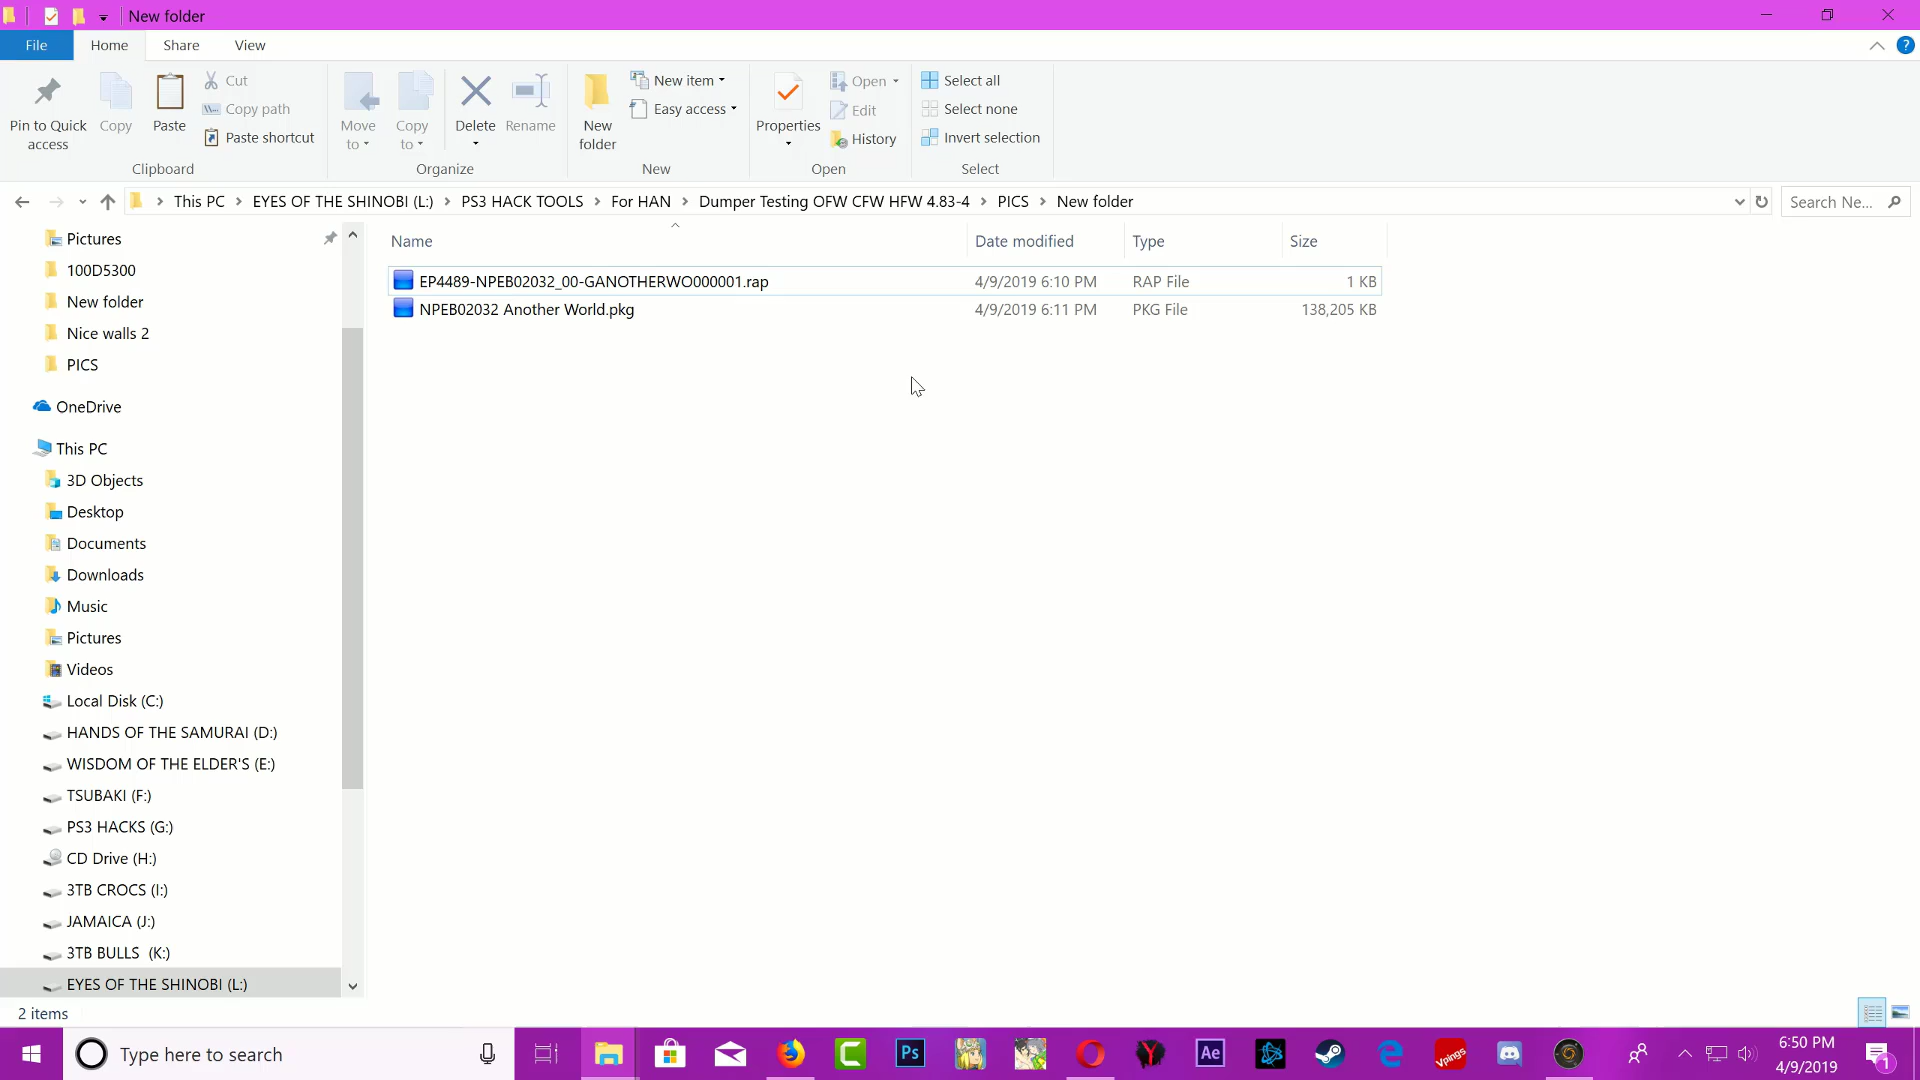 New folder
File Home Share View
Pin to Quick access
Copy
Paste
Cut
Copy path
Paste shortcut
Clipboard
Move to
Copy to
Delete
Rename
Organize
New folder
New item
Easy access
New
Properties
Open
Edit
History
Open
Select all
Select none
Invert selection
Select
This PC > EYES OF THE SHINOBI (L:) > PS3 HACK TOOLS > For HAN > Dumper Testing OFW CFW HFW 4.83-4 > PICS > New folder
Search Ne...
Pictures
100D5300
New folder
Nice walls 2
PICS
OneDrive
This PC
3D Objects
Desktop
Documents
Downloads
Music
Pictures
Videos
Local Disk (C:)
HANDS OF THE SAMURAI (D:)
WISDOM OF THE ELDER'S (E:)
TSUBAKI (F:)
PS3 HACKS (G:)
CD Drive (H:)
3TB CROCS (I:)
JAMAICA (J:)
3TB BULLS (K:)
EYES OF THE SHINOBI (L:)
Name Date modified Type Size
EP4489-NPEB02032_00-GANOTHERWO000001.rap 4/9/2019 6:10 PM RAP File 1 KB
NPEB02032 Another World.pkg 4/9/2019 6:11 PM PKG File 138,205 KB
2 items
Type here to search
Ps
Ae
Vpings
6:50 PM
4/9/2019
1